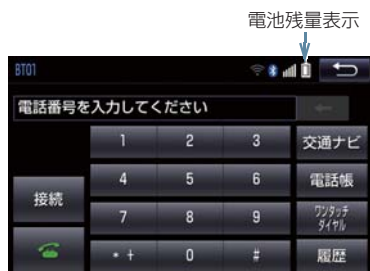 電池残量表示
BT01
電話番号を入力してください
1 2 3 交通ナビ
4 5 6 電話帳
接続
7 8 9 ワンタッチ
ダイヤル
* + 0 # 履歴